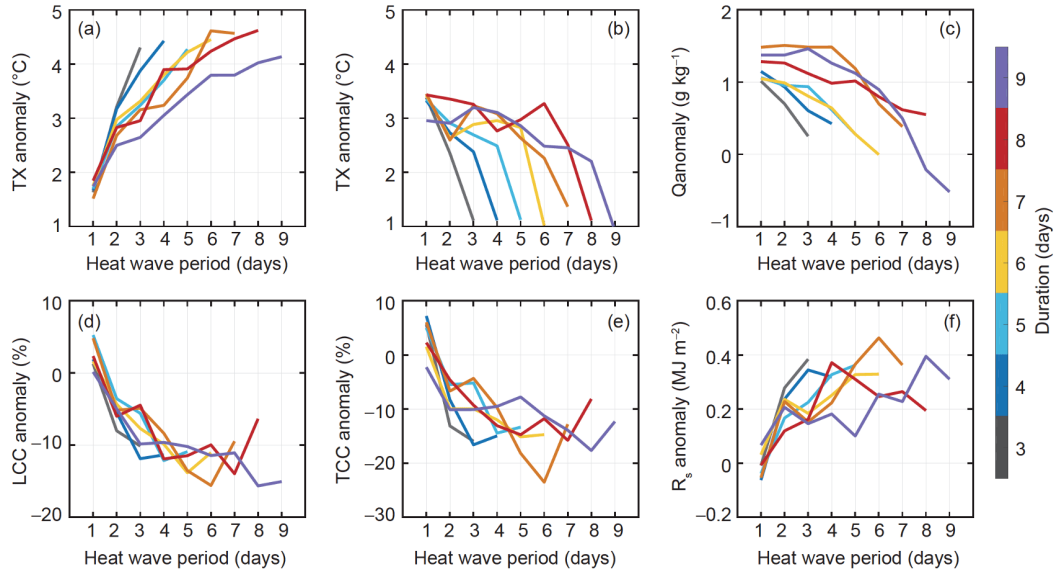 (a)
TX anomaly (°C)
5
4
3
2
1
1 2 3 4 5 6 7 8 9
Heat wave period (days)
(b)
TX anomaly (°C)
5
4
3
2
1
1 2 3 4 5 6 7 8 9
Heat wave period (days)
(c)
Qanomaly (g kg⁻¹)
2
1
0
−1
1 2 3 4 5 6 7 8 9
Heat wave period (days)
(d)
LCC anomaly (%)
10
0
−10
−20
1 2 3 4 5 6 7 8 9
Heat wave period (days)
(e)
TCC anomaly (%)
10
0
−10
−20
−30
1 2 3 4 5 6 7 8 9
Heat wave period (days)
(f)
Rₛ anomaly (MJ m⁻²)
0.6
0.4
0.2
0
−0.2
1 2 3 4 5 6 7 8 9
Heat wave period (days)
9
8
7
6
5
4
3
Duration (days)